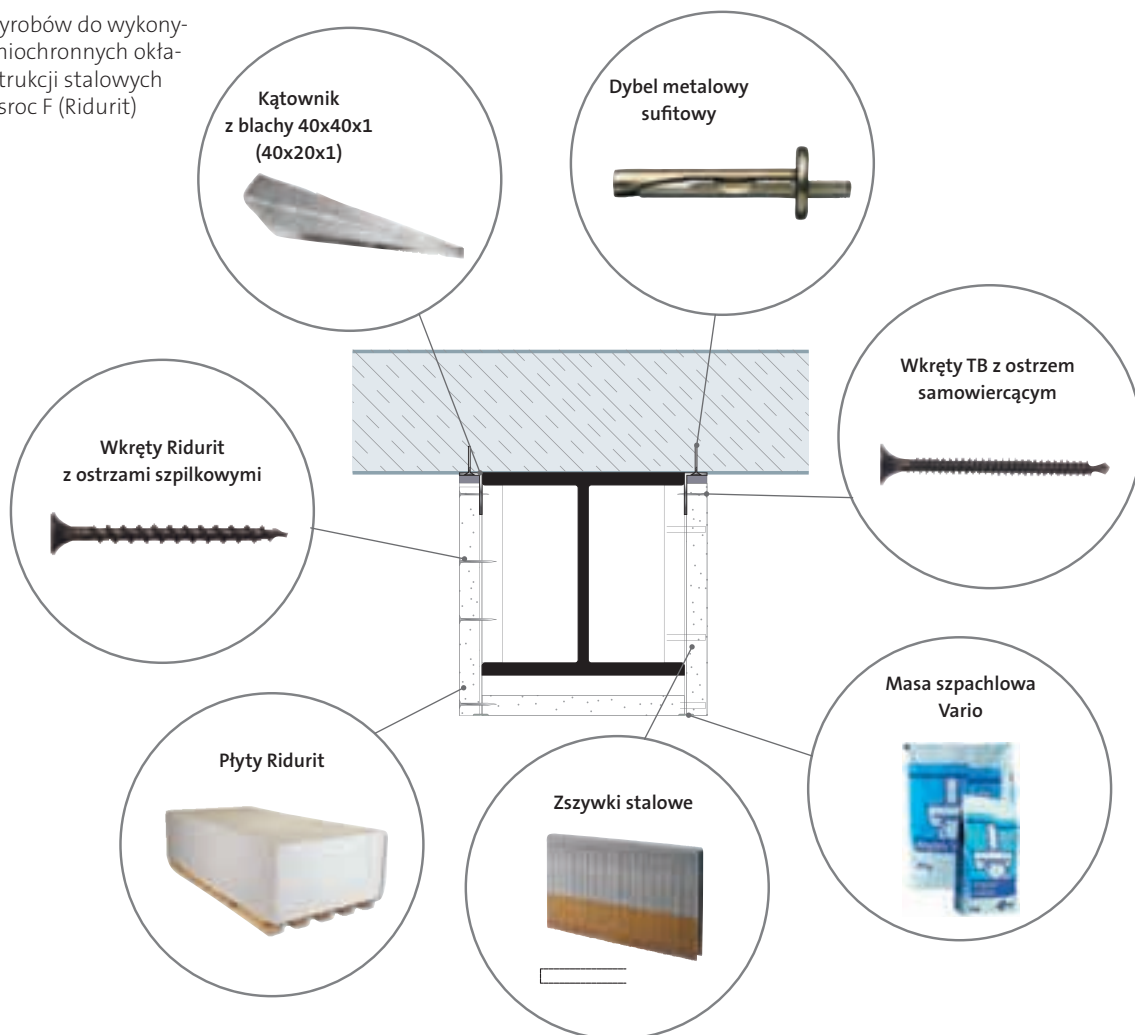 yrobów do wykony-
niochronnych okła-
trukcji stalowych
sroc F (Ridurit)
Kątownik
z blachy 40x40x1
(40x20x1)
Dybel metalowy
sufitowy
Wkręty TB z ostrzem
samowiercącym
Wkręty Ridurit
z ostrzami szpilkowymi
Masa szpachlowa
Vario
Płyty Ridurit
Zszywki stalowe